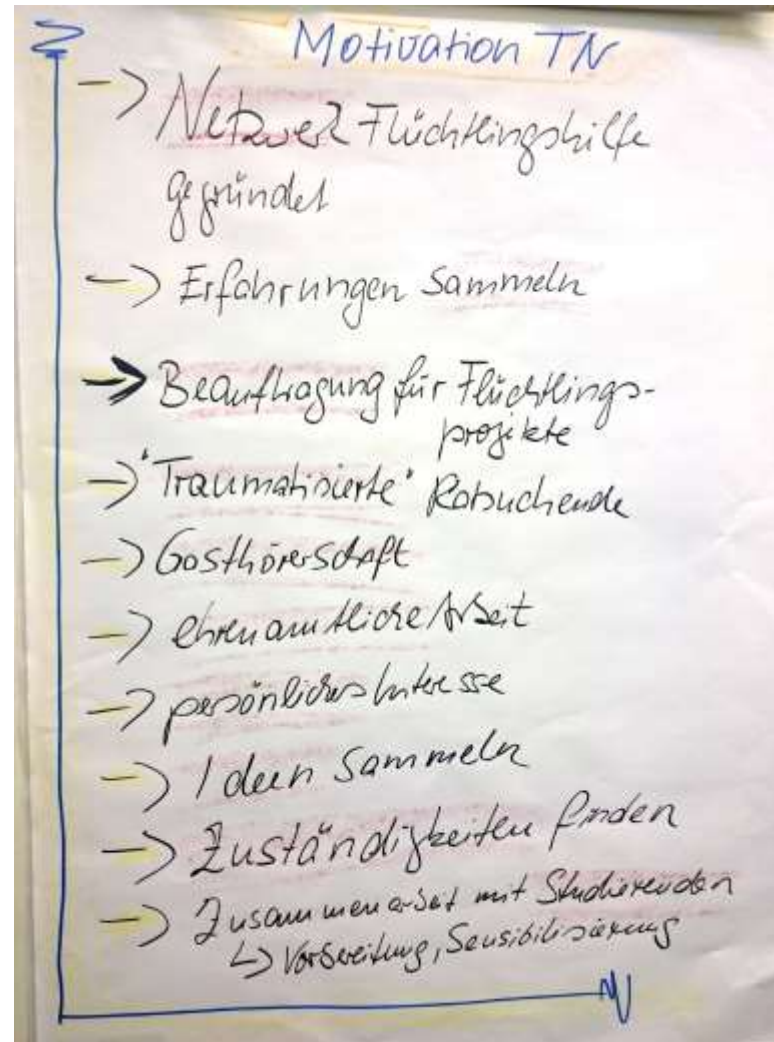 Motivation TN
-> Netzwerk Flüchtlingshilfe
gegründet
-> Erfahrungen sammeln
-> Beauftragung für Flüchtlings-
projekte
-> "Traumatisierte" Ratsuchende
-> Gasthörerschaft
-> ehrenamtliche Arbeit
-> persönliches Interesse
-> Ideen sammeln
-> Zuständigkeiten finden
-> Zusammenarbeit mit Studierenden
↳ Vorbereitung, Sensibilisierung